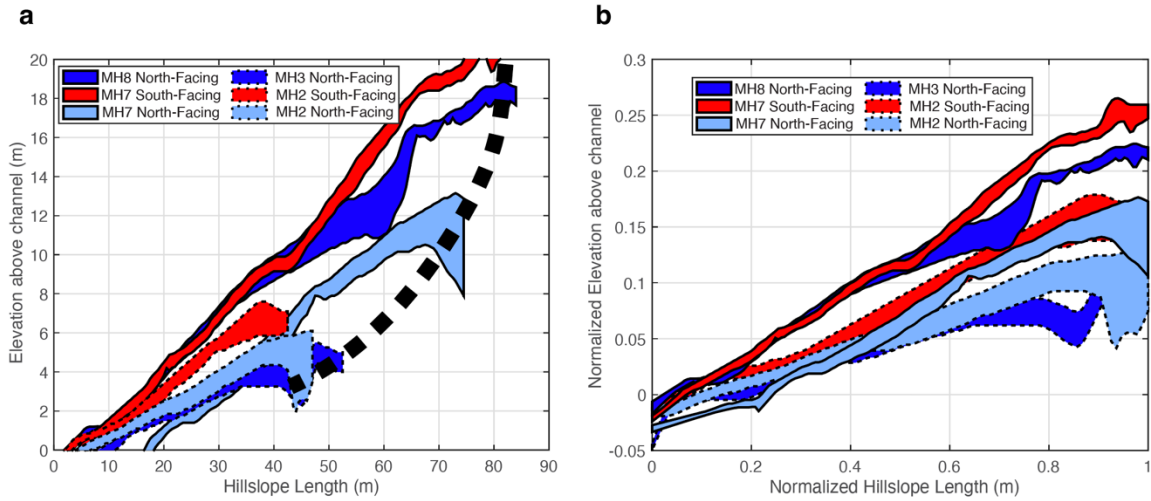 a
20
18
16
14
12
10
8
6
4
2
0
0 10 20 30 40 50 60 70 80 90
Elevation above channel (m)
Hillslope Length (m)
MH8 North-Facing MH3 North-Facing
MH7 South-Facing MH2 South-Facing
MH7 North-Facing MH2 North-Facing
b
0.3
0.25
0.2
0.15
0.1
0.05
0
-0.05
0 0.2 0.4 0.6 0.8 1
Normalized Elevation above channel
Normalized Hillslope Length (m)
MH8 North-Facing MH3 North-Facing
MH7 South-Facing MH2 South-Facing
MH7 North-Facing MH2 North-Facing